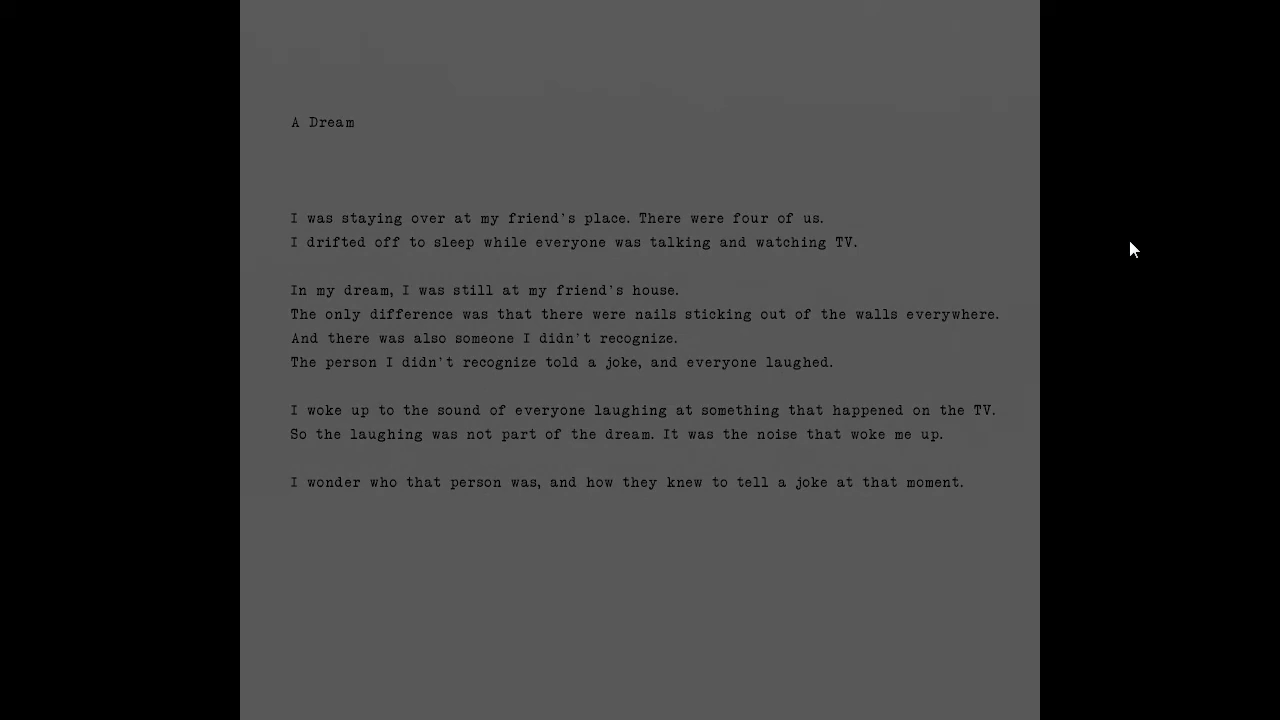 A Dream
I was staying over at my friend's place. There were four of us.
I drifted off to sleep while everyone was talking and watching TV.
In my dream, I was still at my friend's house.
The only difference was that there were nails sticking out of the walls everywhere.
And there was also someone I didn't recognize.
The person I didn't recognize told a joke, and everyone laughed.
I woke up to the sound of everyone laughing at something that happened on the TV.
So the laughing was not part of the dream. It was the noise that woke me up.
I wonder who that person was, and how they knew to tell a joke at that moment.